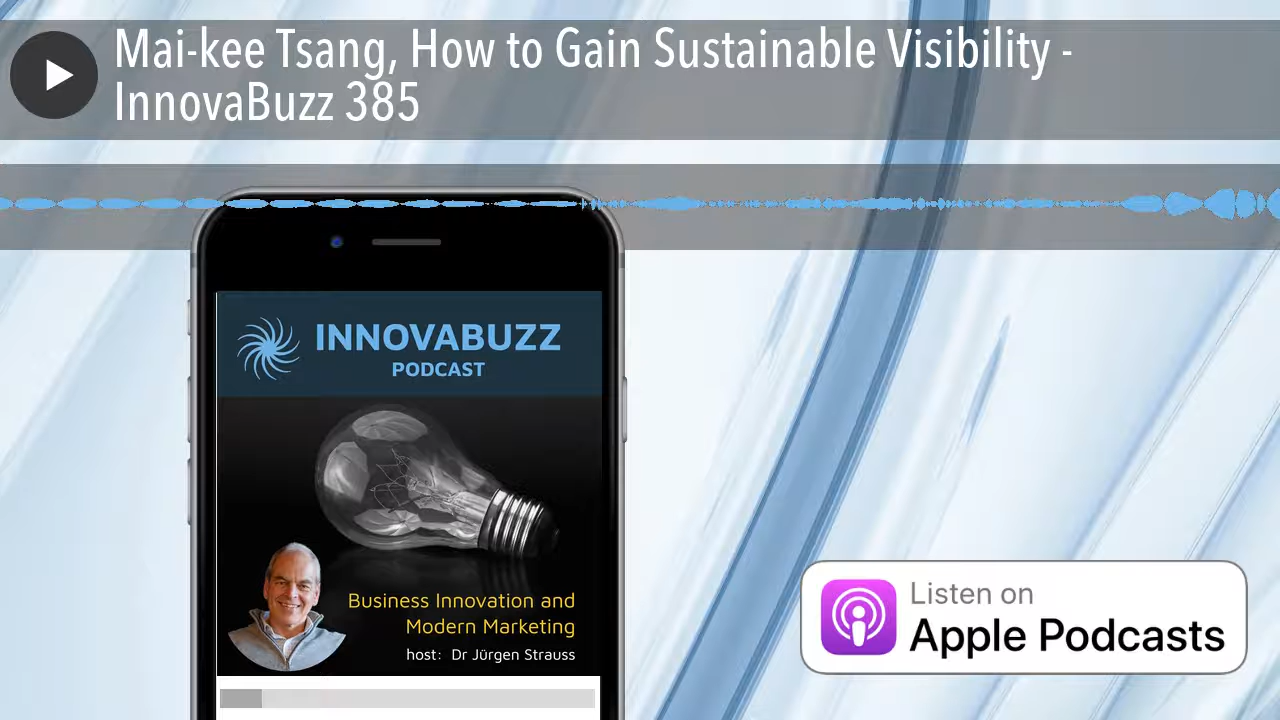 Mai-kee Tsang, How to Gain Sustainable Visibility -
InnovaBuzz 385
INNOVABUZZ
PODCAST
Business Innovation and
Modern Marketing
host: Dr Jürgen Strauss
Listen on
Apple Podcasts